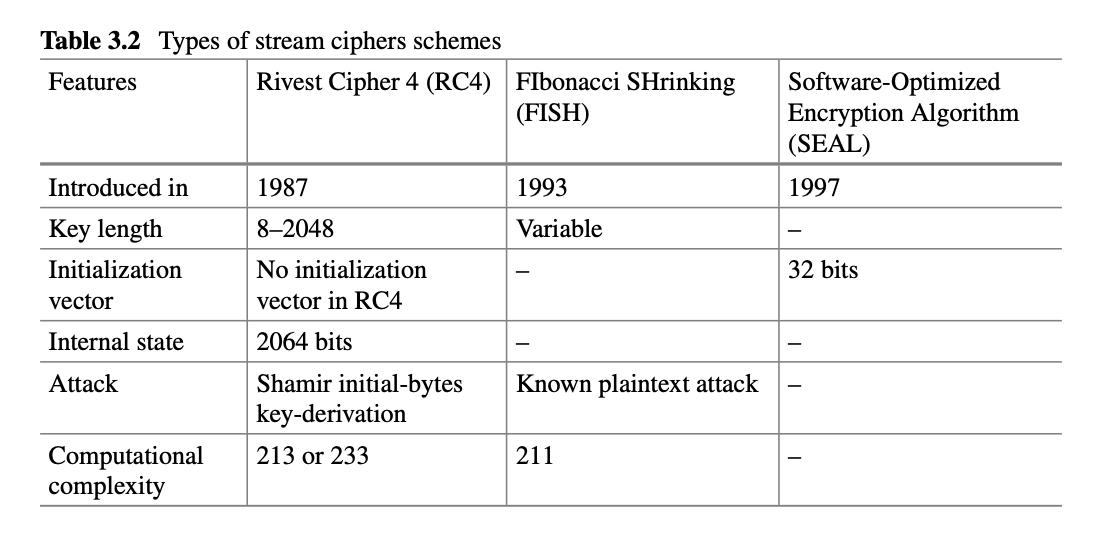 Table 3.2 Types of stream ciphers schemes
Features Rivest Cipher 4 (RC4) FIbonacci SHrinking Software-Optimized
(FISH) Encryption Algorithm
(SEAL)
Introduced in 1987 1993 1997
Key length 8–2048 Variable –
Initialization No initialization – 32 bits
vector vector in RC4
Internal state 2064 bits – –
Attack Shamir initial-bytes Known plaintext attack –
key-derivation
Computational 213 or 233 211 –
complexity